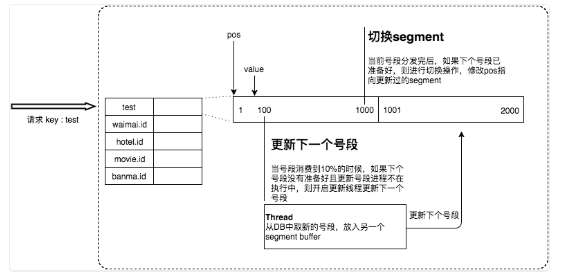 pos
切换segment
当前号段分发完后，如果下个号段已
准备好，则进行切换操作，修改pos指
向更新过的segment
value
test
waimai.id
hotel.id
movie.id
banma.id
请求 key : test
1 100 1000 1001 2000
更新下一个号段
当号段消费到10%的时候，如果下个
号段没有准备好且更新号段进程不在
执行中，则开启更新线程更新下一个
号段
Thread
从DB中取新的号段，放入另一个
segment buffer
更新下个号段